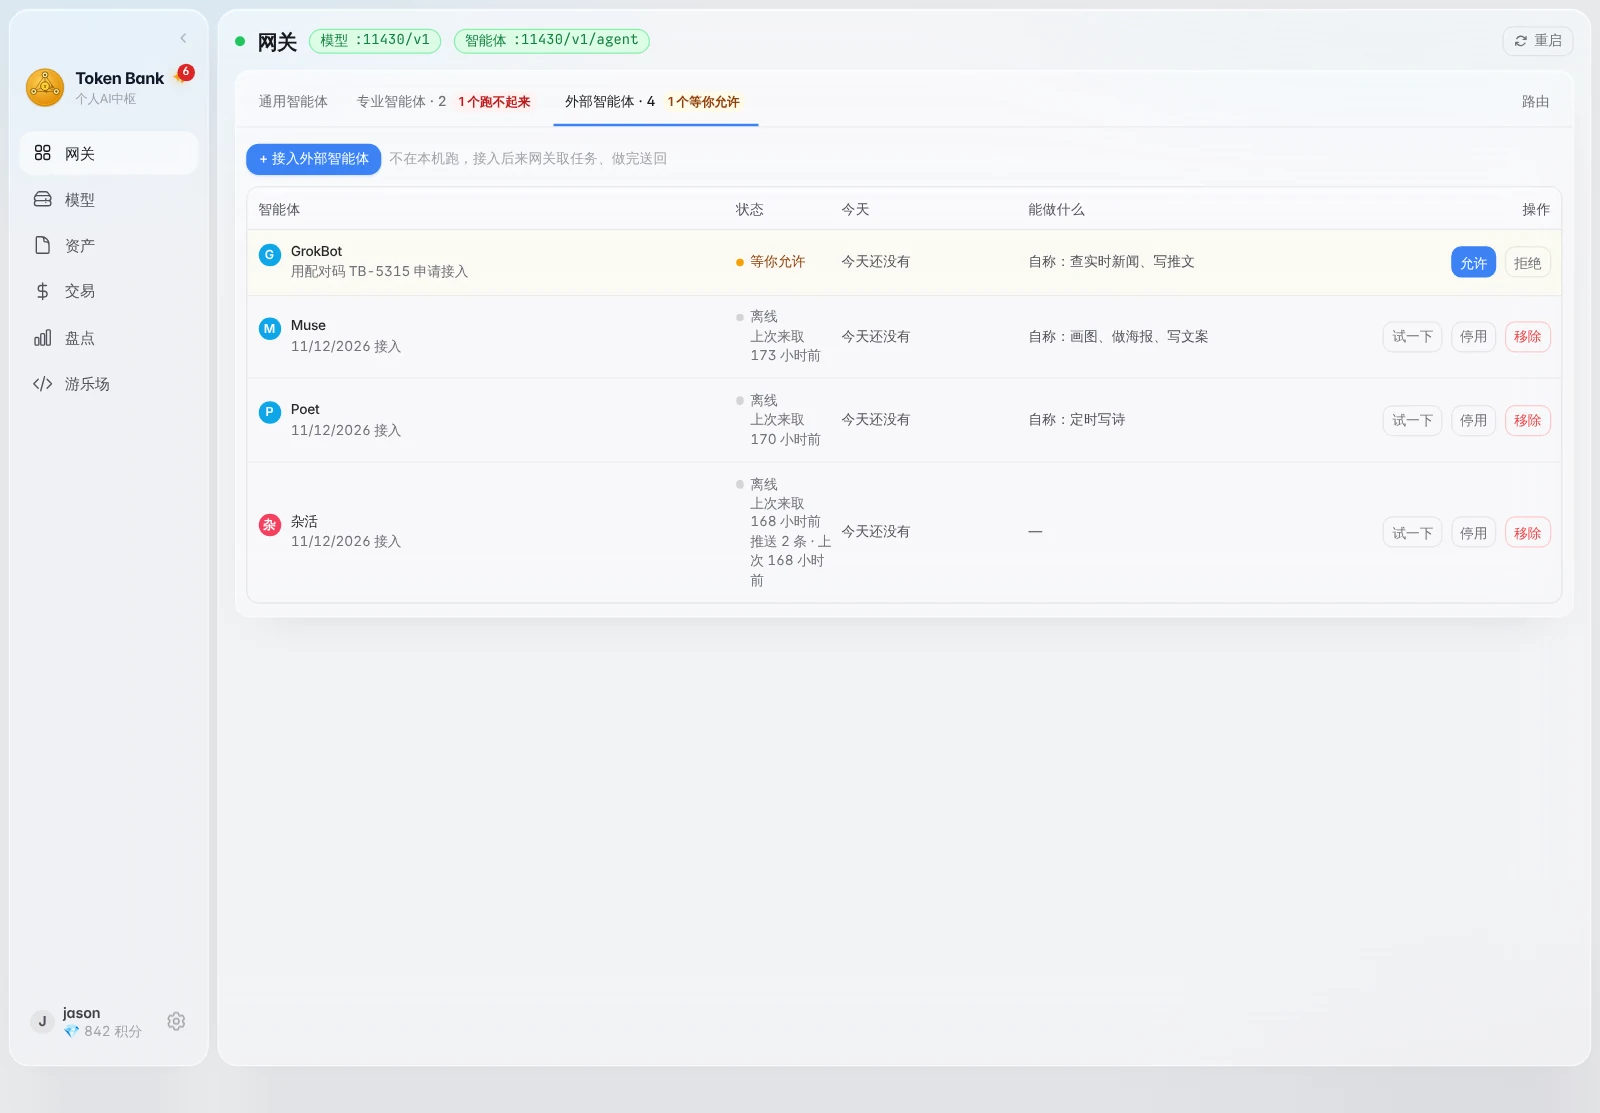 Token Bank
6
个人AI中枢
网关
模型
资产
交易
盘点
游乐场
J
jason
842 积分
网关
模型 :11430/v1
智能体 :11430/v1/agent
重启
通用智能体
专业智能体 · 2
1 个跑不起来
外部智能体 · 4
1 个等你允许
路由
+ 接入外部智能体
不在本机跑，接入后来网关取任务、做完送回
智能体
状态
今天
能做什么
操作
G
GrokBot
用配对码 TB-5315 申请接入
等你允许
今天还没有
自称：查实时新闻、写推文
允许
拒绝
M
Muse
11/12/2026 接入
离线
上次来取
173 小时前
今天还没有
自称：画图、做海报、写文案
试一下
停用
移除
P
Poet
11/12/2026 接入
离线
上次来取
170 小时前
今天还没有
自称：定时写诗
试一下
停用
移除
杂
杂活
11/12/2026 接入
离线
上次来取
168 小时前
推送 2 条 · 上
次 168 小时
前
今天还没有
—
试一下
停用
移除